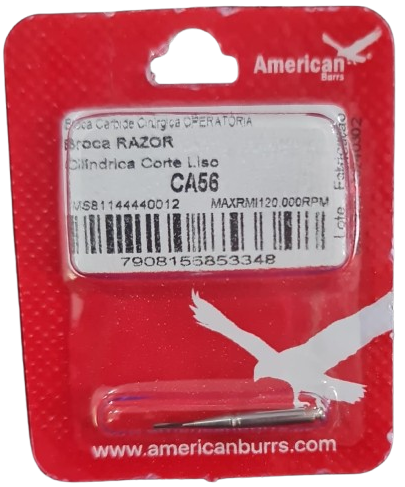 American
Burrs
Broca Carbide Cirúrgica OPERATÓRIA
Broca RAZOR
Cilíndrica Corte Liso
CA56
MS81144440012 MAXRMI120.000RPM
7908156853348
Lote Fabricação
www.americanburrs.com